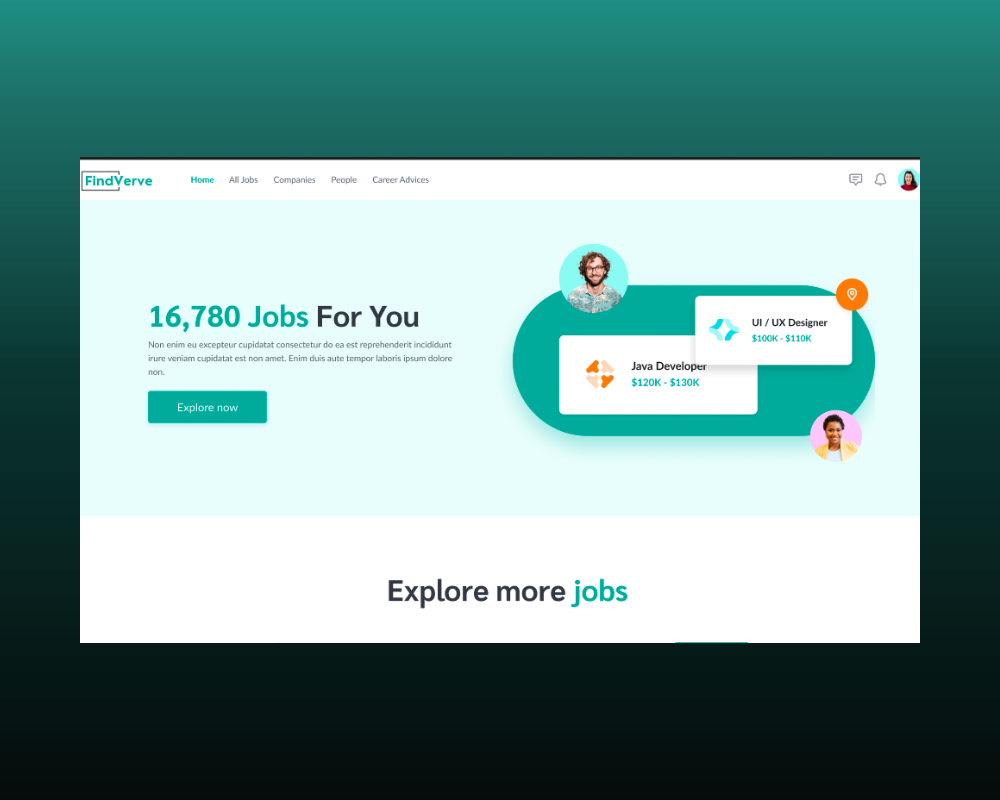 FindVerve
Home All Jobs Companies People Career Advices
16,780 Jobs For You
Non enim eu excepteur cupidatat consectetur do ea est reprehenderit incididunt
irure veniam cupidatat est non amet. Enim duis aute tempor laboris ipsum dolore
non.
Explore now
UI / UX Designer
$100K - $110K
Java Developer
$120K - $130K
Explore more jobs